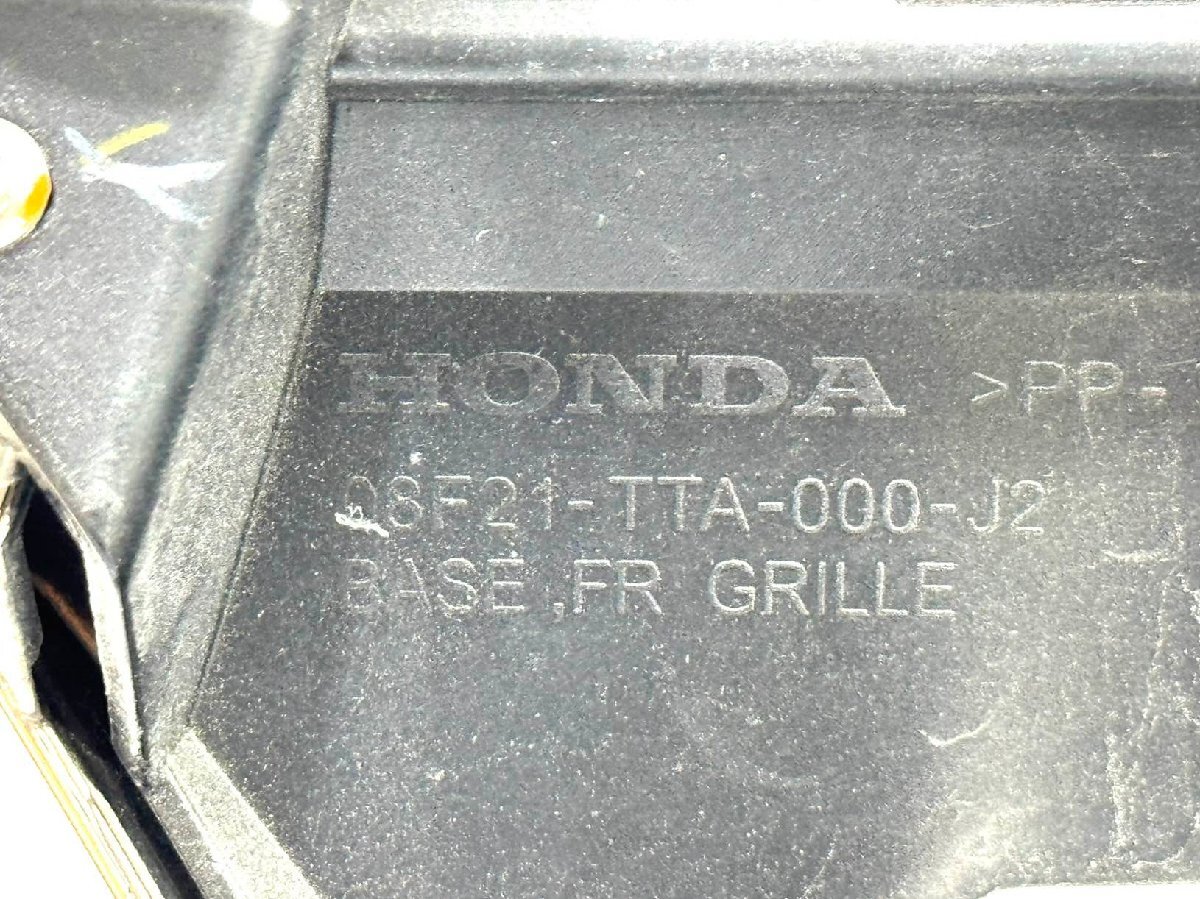 HONDA >PP-
08F21-TTA-000-J2
BASE ,FR GRILLE